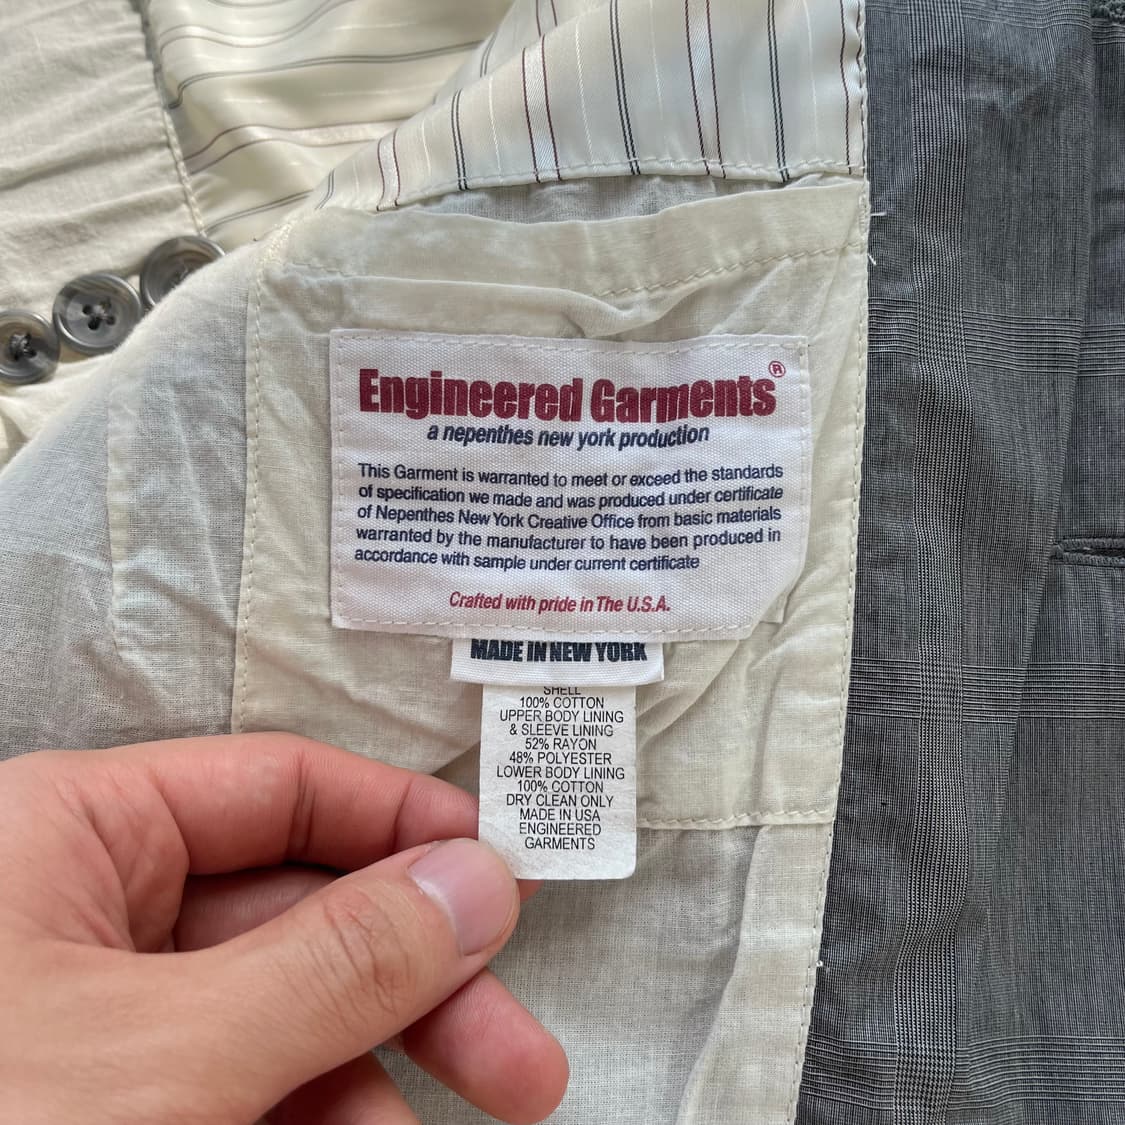 Engineered Garments®
a nepenthes new york production
This Garment is warranted to meet or exceed the standards
of specification we made and was produced under certificate
of Nepenthes New York Creative Office from basic materials
warranted by the manufacturer to have been produced in
accordance with sample under current certificate
Crafted with pride in The U.S.A.
MADE IN NEW YORK
SHELL
100% COTTON
UPPER BODY LINING
& SLEEVE LINING
52% RAYON
48% POLYESTER
LOWER BODY LINING
100% COTTON
DRY CLEAN ONLY
MADE IN USA
ENGINEERED
GARMENTS